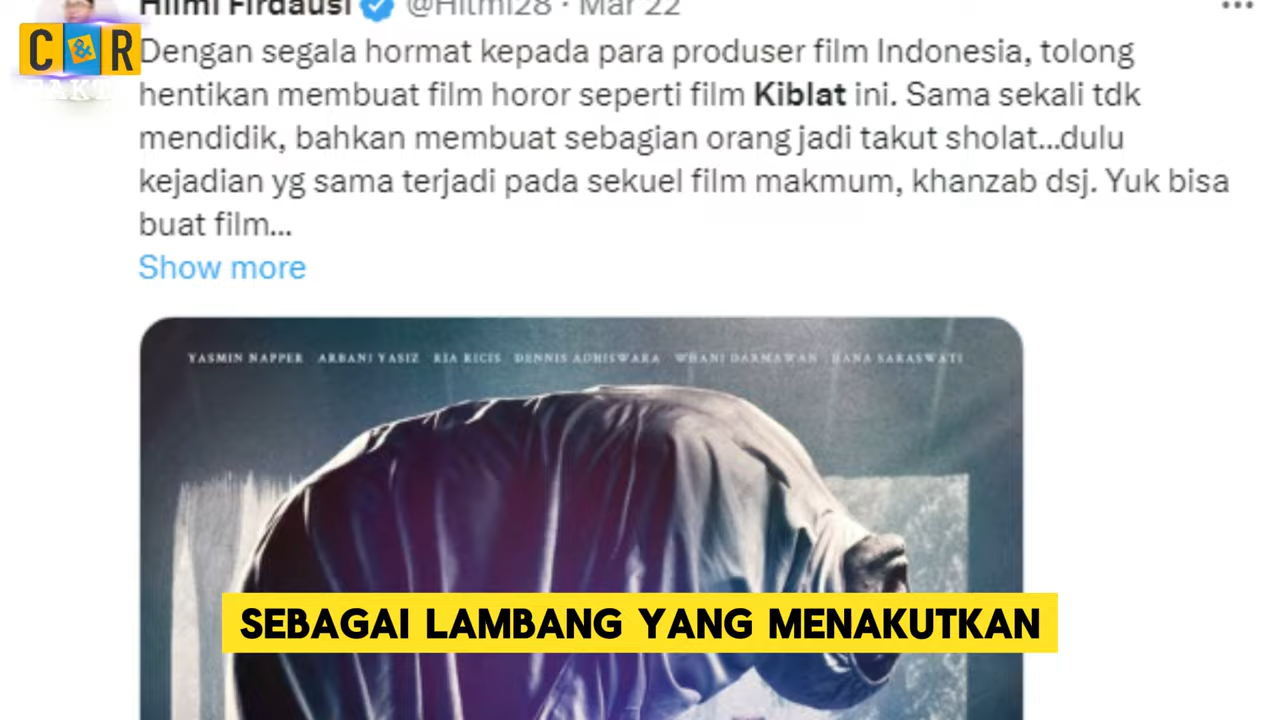 Hilmi Firdausi @Hilmi28 · Mar 22
C&R
FAKTA
Dengan segala hormat kepada para produser film Indonesia, tolong
hentikan membuat film horor seperti film Kiblat ini. Sama sekali tdk
mendidik, bahkan membuat sebagian orang jadi takut sholat...dulu
kejadian yg sama terjadi pada sekuel film makmum, khanzab dsj. Yuk bisa
buat film...
Show more
YASMIN NAPPER ARBANI YASIZ RIA RICIS DENNIS ADHISWARA WHANI DARMAWAN HANA SARASWATI
SEBAGAI LAMBANG YANG MENAKUTKAN